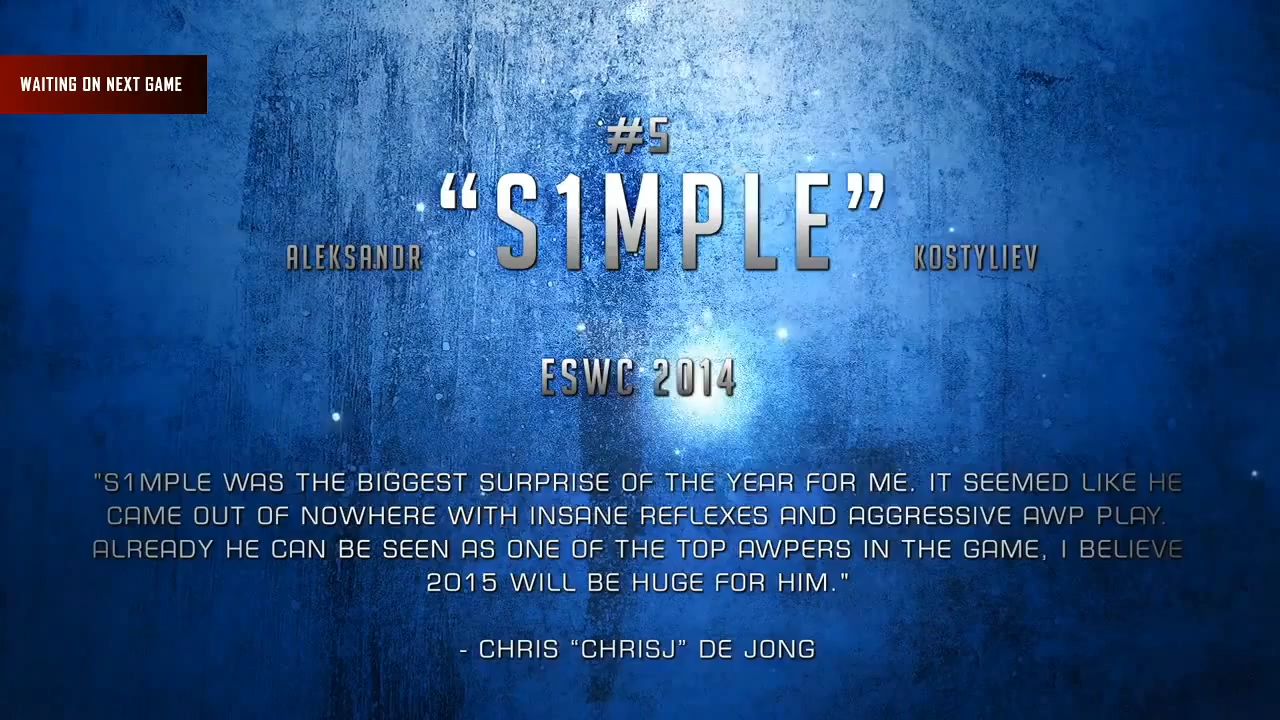 WAITING ON NEXT GAME
#5
ALEKSANDR “S1MPLE” KOSTYLIEV
ESWC 2014
"S1MPLE WAS THE BIGGEST SURPRISE OF THE YEAR FOR ME. IT SEEMED LIKE HE
CAME OUT OF NOWHERE WITH INSANE REFLEXES AND AGGRESSIVE AWP PLAY.
ALREADY HE CAN BE SEEN AS ONE OF THE TOP AWPERS IN THE GAME, I BELIEVE
2015 WILL BE HUGE FOR HIM."
- CHRIS “CHRISJ” DE JONG